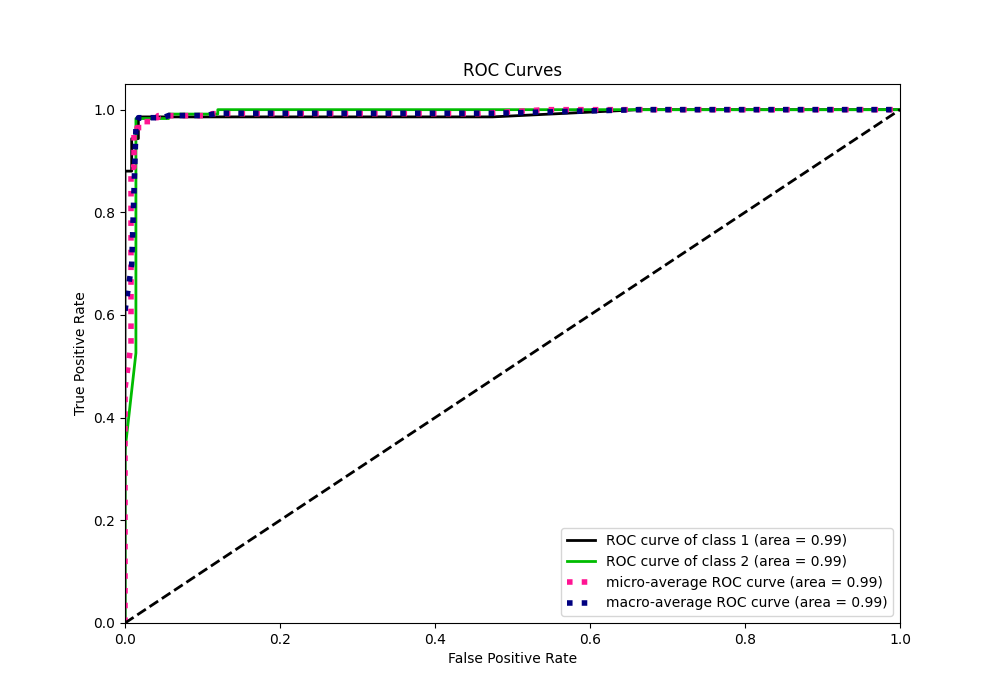 ROC Curves
True Positive Rate
1.0
0.8
0.6
0.4
0.2
0.0
0.0 0.2 0.4 0.6 0.8 1.0
False Positive Rate
ROC curve of class 1 (area = 0.99)
ROC curve of class 2 (area = 0.99)
micro-average ROC curve (area = 0.99)
macro-average ROC curve (area = 0.99)